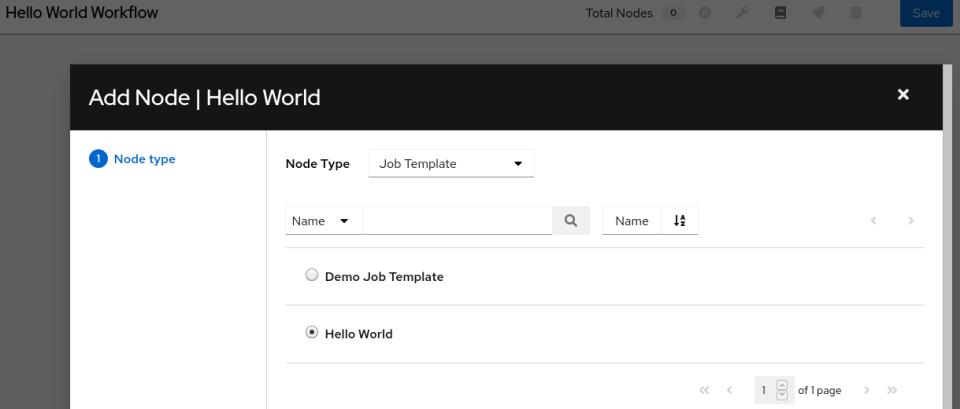 Hello World Workflow
Total Nodes 0
Save
Add Node | Hello World
1 Node type
Node Type Job Template
Name Name
Demo Job Template
Hello World
1 of 1 page